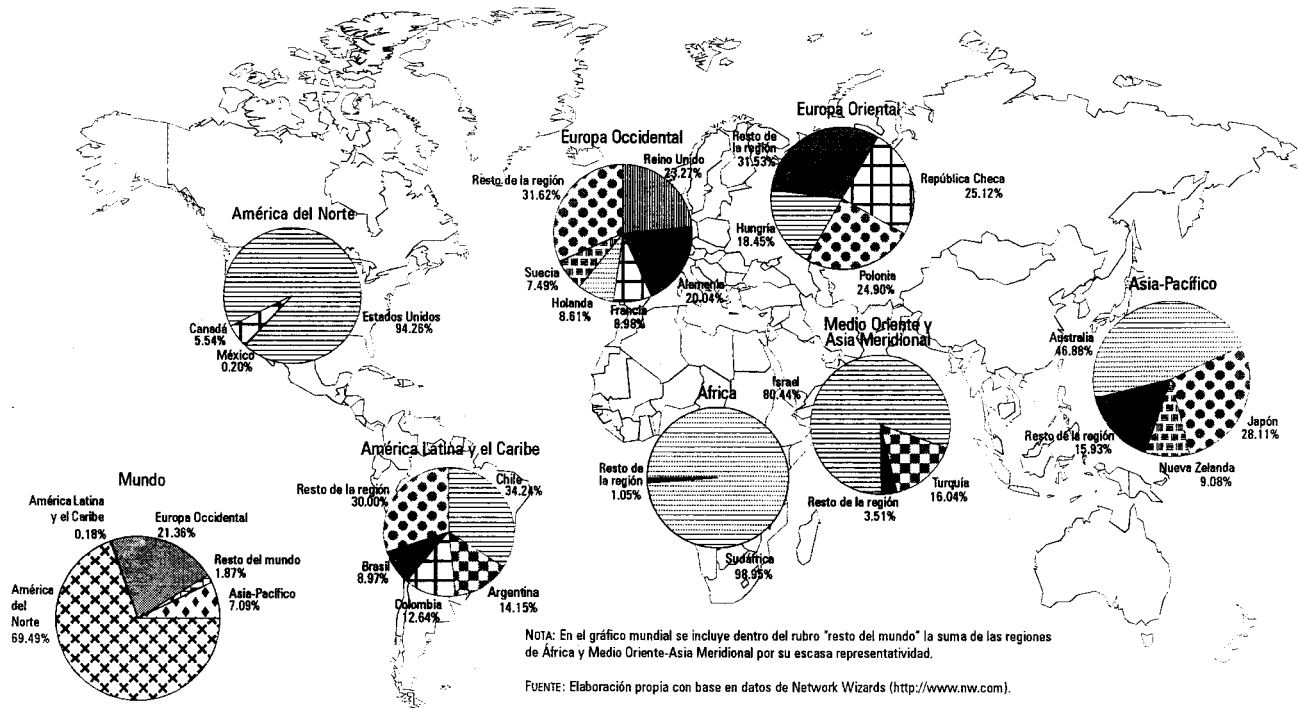 Europa Oriental
Resto de
la región
31.53%
República Checa
25.12%
Hungría
18.45%
Polonia
24.90%
Europa Occidental
Reino Unido
23.27%
Resto de la región
31.62%
Suecia
7.49%
Holanda
8.61%
Francia
8.98%
Alemania
20.04%
América del Norte
Estados Unidos
94.26%
Canadá
5.54%
México
0.20%
Asia-Pacífico
Australia
46.88%
Japón
28.11%
Resto de la región
15.93%
Nueva Zelanda
9.08%
Medio Oriente y
Asia Meridional
Israel
80.44%
Turquía
16.04%
Resto de la región
3.51%
África
Resto de
la región
1.05%
Sudáfrica
98.95%
América Latina y el Caribe
Chile
34.24%
Resto de la región
30.00%
Brasil
8.97%
Colombia
12.64%
Argentina
14.15%
Mundo
América Latina
y el Caribe
0.18%
Europa Occidental
21.36%
Resto del mundo
1.87%
Asia-Pacífico
7.09%
América
del
Norte
69.49%
NOTA: En el gráfico mundial se incluye dentro del rubro "resto del mundo" la suma de las regiones
de África y Medio Oriente-Asia Meridional por su escasa representatividad.
FUENTE: Elaboración propia con base en datos de Network Wizards (http://www.nw.com).